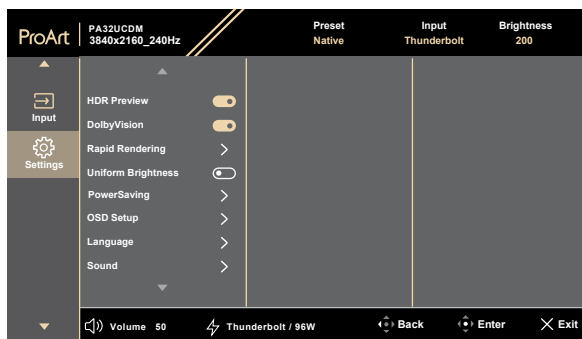 ProArt
PA32UCDM
3840x2160_240Hz
Preset
Native
Input
Thunderbolt
Brightness
200
Input
Settings
HDR Preview
DolbyVision
Rapid Rendering
Uniform Brightness
PowerSaving
OSD Setup
Language
Sound
Volume 50
Thunderbolt / 96W
Back
Enter
Exit